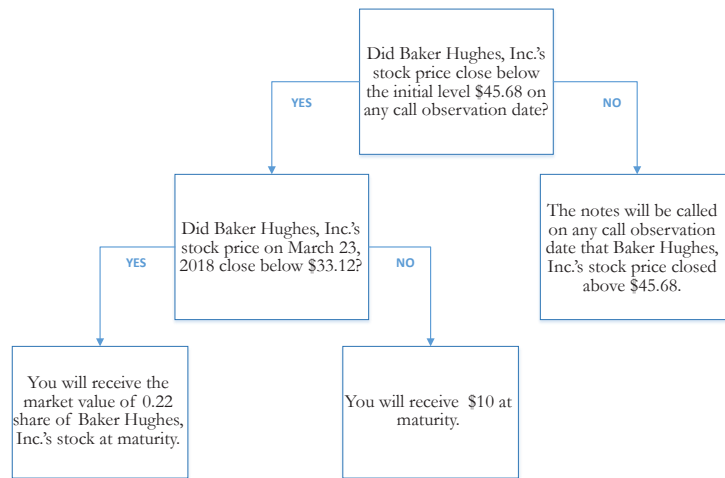 Did Baker Hughes, Inc.'s
stock price close below
the initial level $45.68 on
any call observation date?
YES
NO
Did Baker Hughes, Inc.'s
stock price on March 23,
2018 close below $33.12?
The notes will be called
on any call observation
date that Baker Hughes,
Inc.'s stock price closed
above $45.68.
YES
NO
You will receive the
market value of 0.22
share of Baker Hughes,
Inc.'s stock at maturity.
You will receive $10 at
maturity.